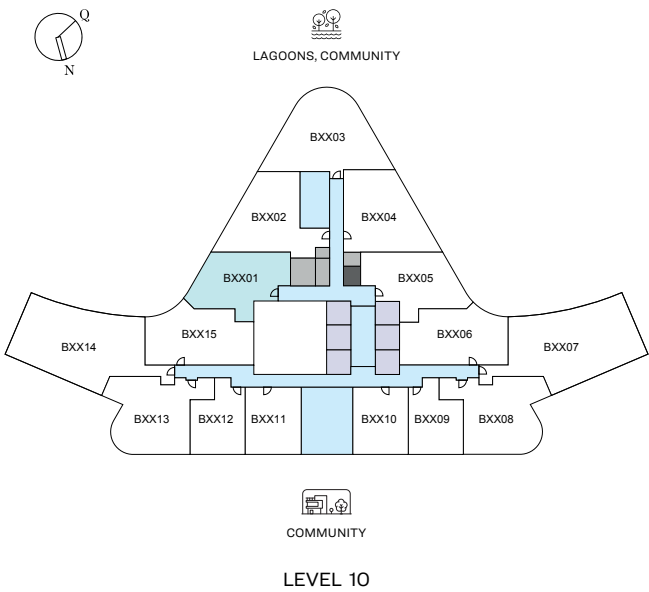 Q
N
LAGOONS, COMMUNITY
BXX03
BXX02
BXX04
BXX01
BXX05
BXX15
BXX06
BXX14
BXX07
BXX13
BXX12
BXX11
BXX10
BXX09
BXX08
COMMUNITY
LEVEL 10